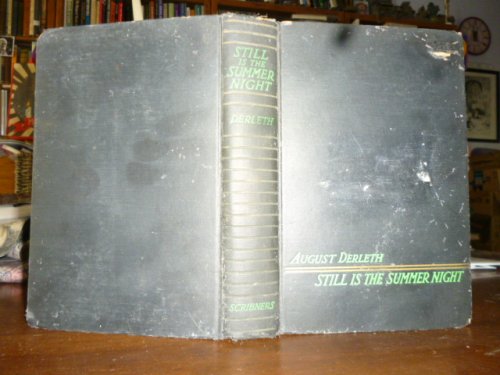 STILL
IS THE
SUMMER
NIGHT
DERLETH
SCRIBNERS
AUGUST DERLETH
STILL IS THE SUMMER NIGHT